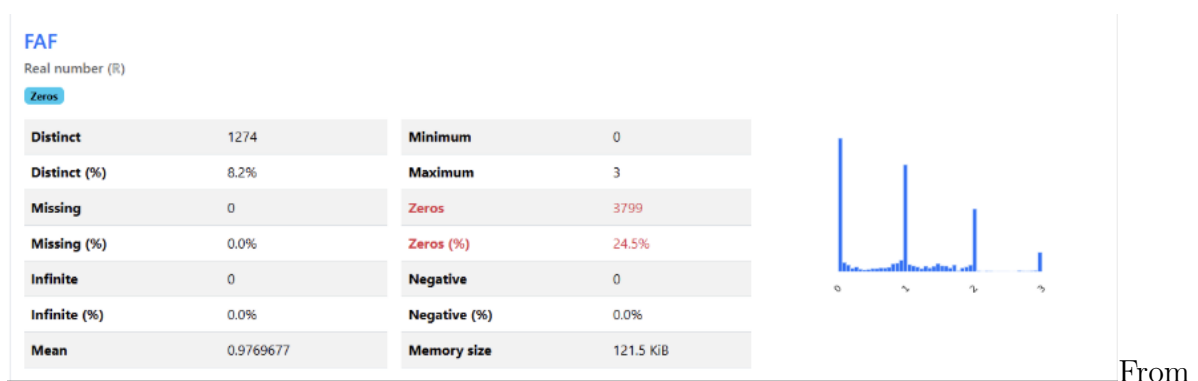 FAF
Real number (ℝ)
Zeros
Distinct 1274 Minimum 0
Distinct (%) 8.2% Maximum 3
Missing 0 Zeros 3799
Missing (%) 0.0% Zeros (%) 24.5%
Infinite 0 Negative 0
Infinite (%) 0.0% Negative (%) 0.0%
Mean 0.9769677 Memory size 121.5 KiB
0 1 2 3
From